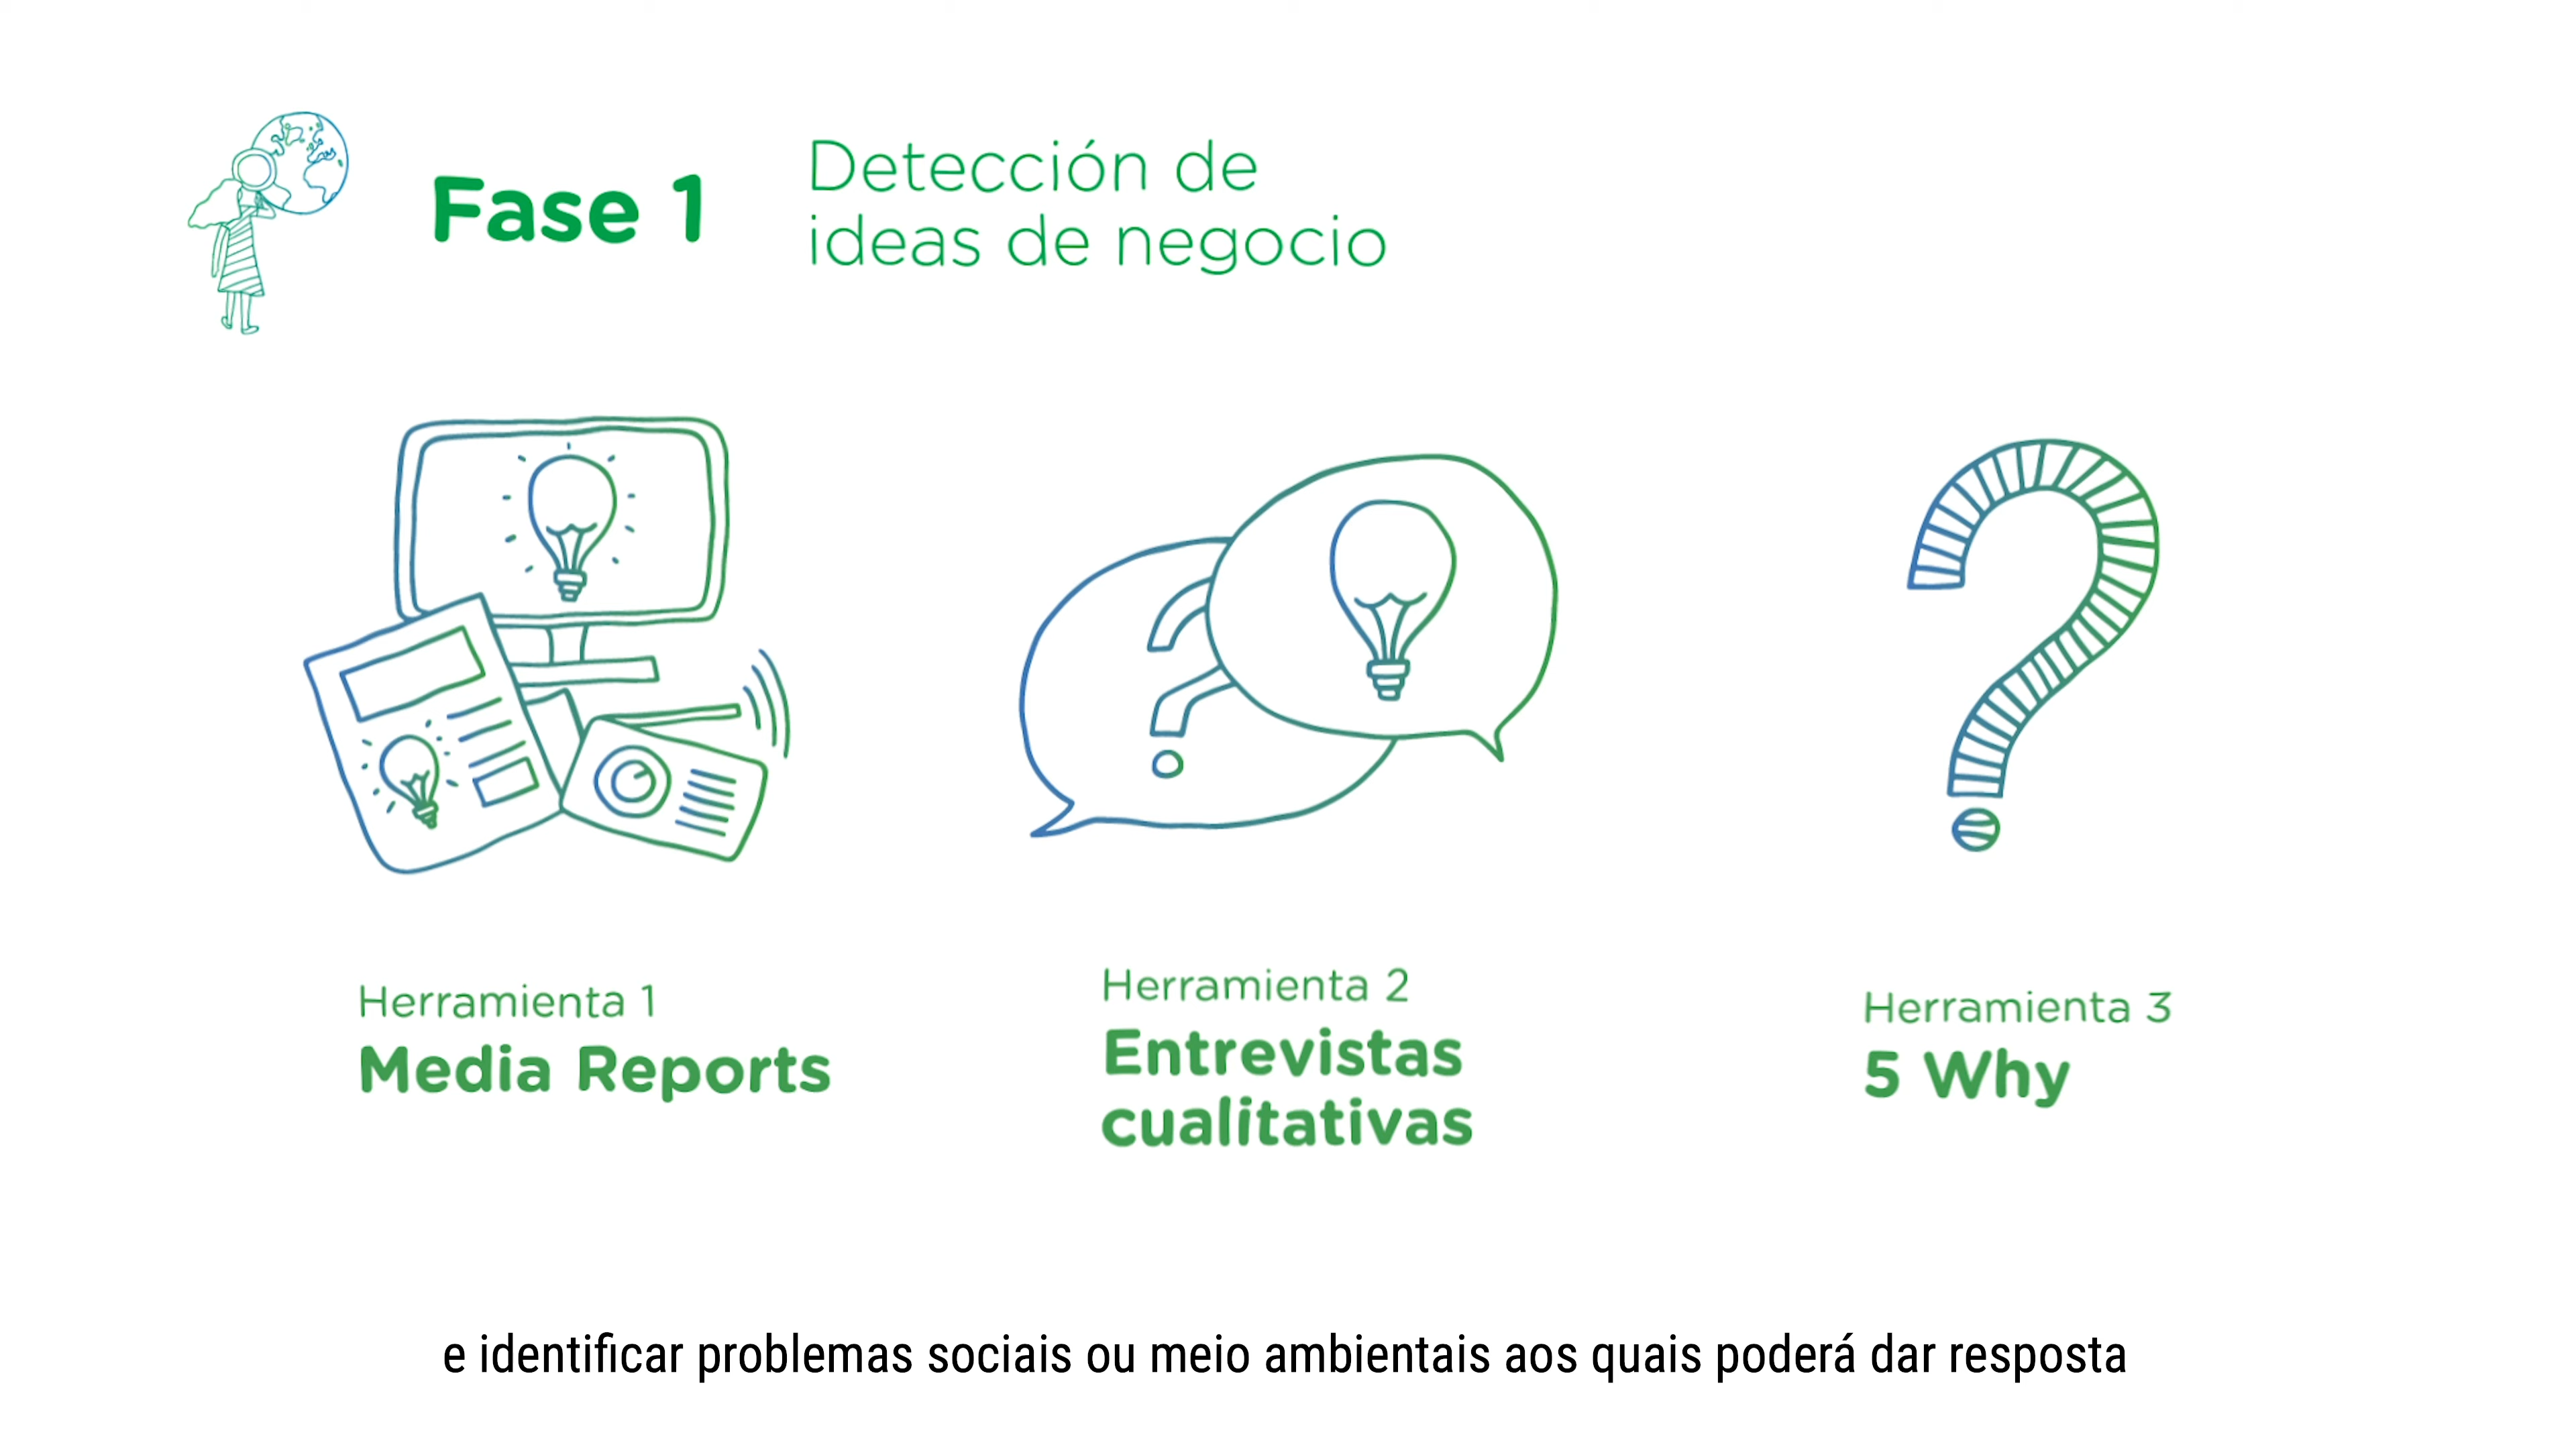 Fase 1
Detección de
ideas de negocio
Herramienta 1
Media Reports
Herramienta 2
Entrevistas
cualitativas
Herramienta 3
5 Why
e identificar problemas sociais ou meio ambientais aos quais poderá dar resposta